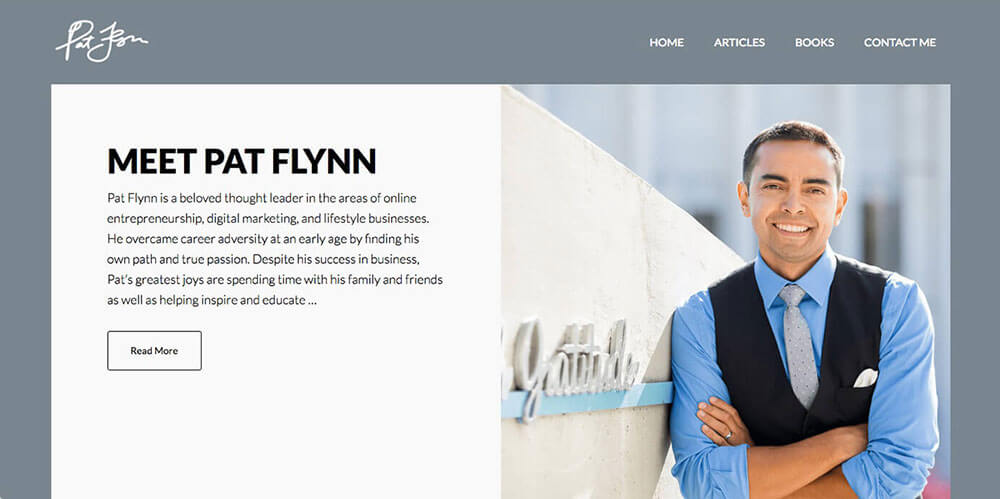 Pat Flynn
HOME ARTICLES BOOKS CONTACT ME
MEET PAT FLYNN
Pat Flynn is a beloved thought leader in the areas of online
entrepreneurship, digital marketing, and lifestyle businesses.
He overcame career adversity at an early age by finding his
own path and true passion. Despite his success in business,
Pat's greatest joys are spending time with his family and friends
as well as helping inspire and educate ...
Read More